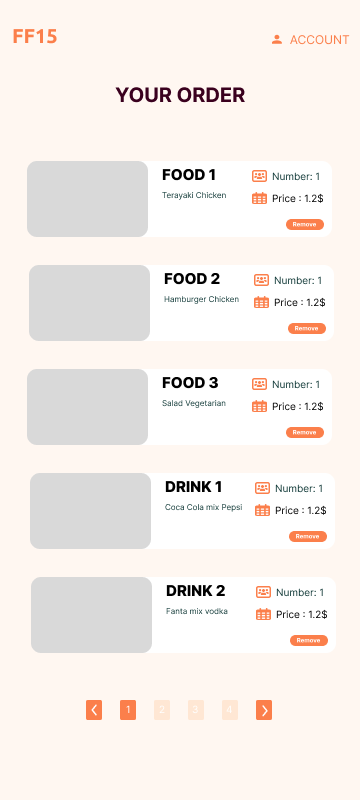 FF15
ACCOUNT
YOUR ORDER
FOOD 1
Number: 1
Terayaki Chicken
Price : 1.2$
Remove
FOOD 2
Number: 1
Hamburger Chicken
Price : 1.2$
Remove
FOOD 3
Number: 1
Salad Vegetarian
Price : 1.2$
Remove
DRINK 1
Number: 1
Coca Cola mix Pepsi
Price : 1.2$
Remove
DRINK 2
Number: 1
Fanta mix vodka
Price : 1.2$
Remove
1 2 3 4